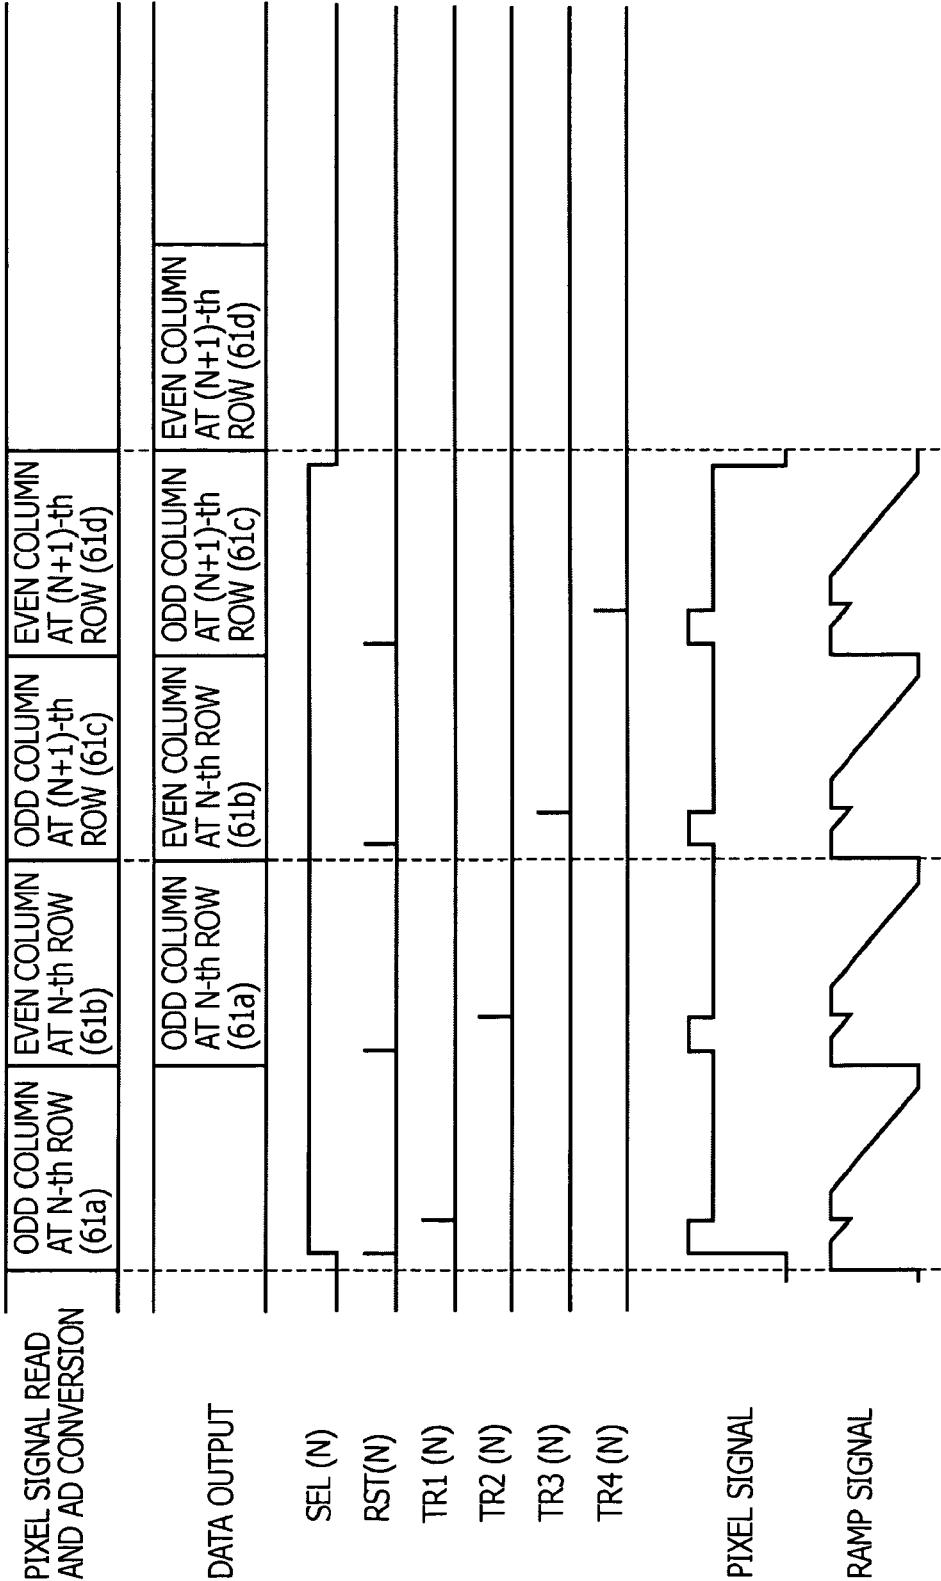 PIXEL SIGNAL READ
AND AD CONVERSION
ODD COLUMN
AT N-th ROW
(61a)
EVEN COLUMN
AT N-th ROW
(61b)
ODD COLUMN
AT (N+1)-th
ROW (61c)
EVEN COLUMN
AT (N+1)-th
ROW (61d)
DATA OUTPUT
ODD COLUMN
AT N-th ROW
(61a)
EVEN COLUMN
AT N-th ROW
(61b)
ODD COLUMN
AT (N+1)-th
ROW (61c)
EVEN COLUMN
AT (N+1)-th
ROW (61d)
SEL (N)
RST(N)
TR1 (N)
TR2 (N)
TR3 (N)
TR4 (N)
PIXEL SIGNAL
RAMP SIGNAL